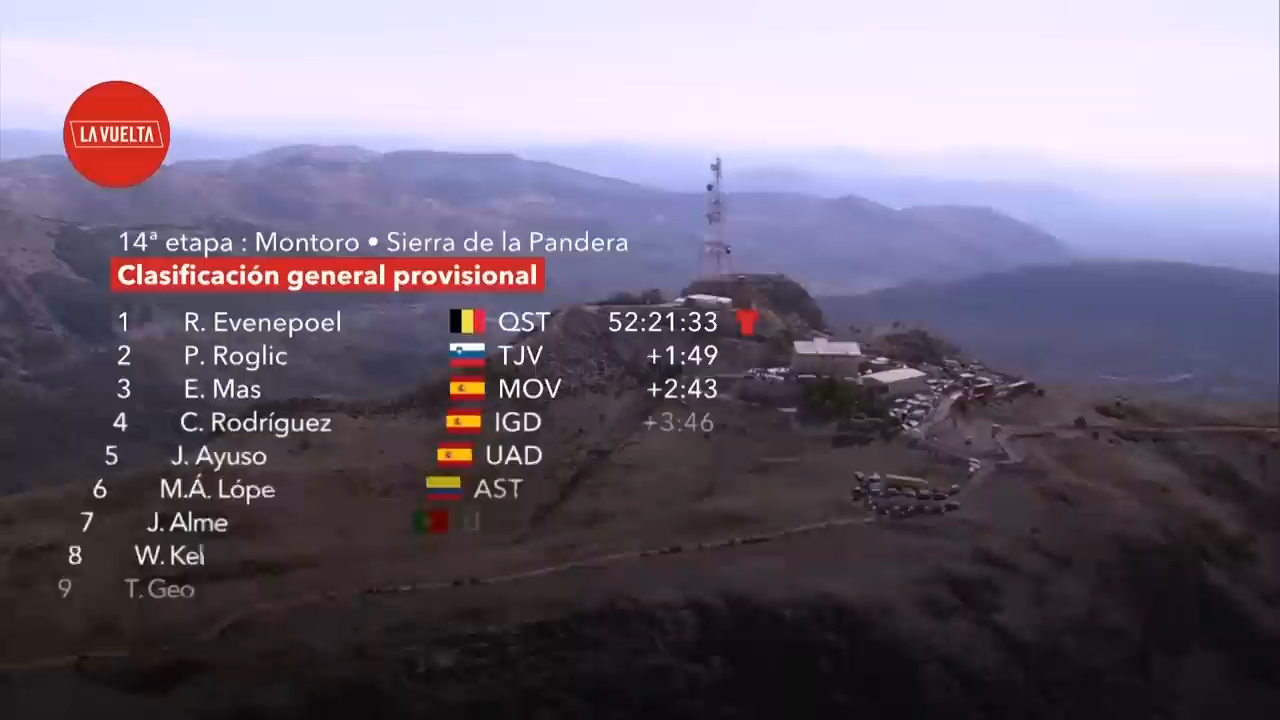 LA VUELTA
14ª etapa : Montoro • Sierra de la Pandera
Clasificación general provisional
1 R. Evenepoel QST 52:21:33
2 P. Roglic TJV +1:49
3 E. Mas MOV +2:43
4 C. Rodríguez IGD +3:46
5 J. Ayuso UAD
6 M.Á. Lópe AST
7 J. Alme
8 W. Kel
9 T. Geo